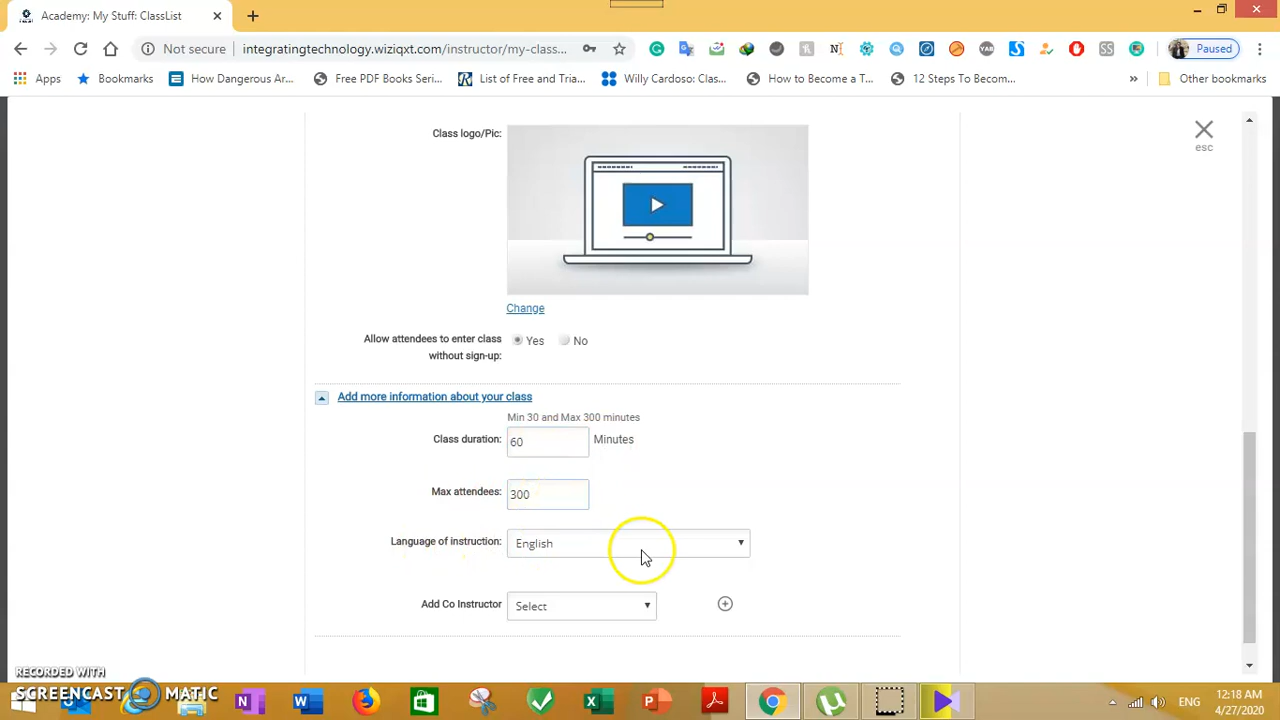 Academy: My Stuff: ClassList
Not secure
integratingtechnology.wiziqxt.com/instructor/my-class...
YAB
Paused
Apps
Bookmarks
How Dangerous Ar...
Free PDF Books Seri...
List of Free and Tria...
Willy Cardoso: Clas...
How to Become a T...
12 Steps To Becom...
»
Other bookmarks
Class logo/Pic:
esc
Change
Allow attendees to enter class
without sign-up:
Yes
No
Add more information about your class
Min 30 and Max 300 minutes
Class duration:
60
Minutes
Max attendees:
300
Language of instruction:
English
Add Co Instructor
Select
RECORDED WITH
SCREENCAST MATIC
ENG
12:18 AM
4/27/2020